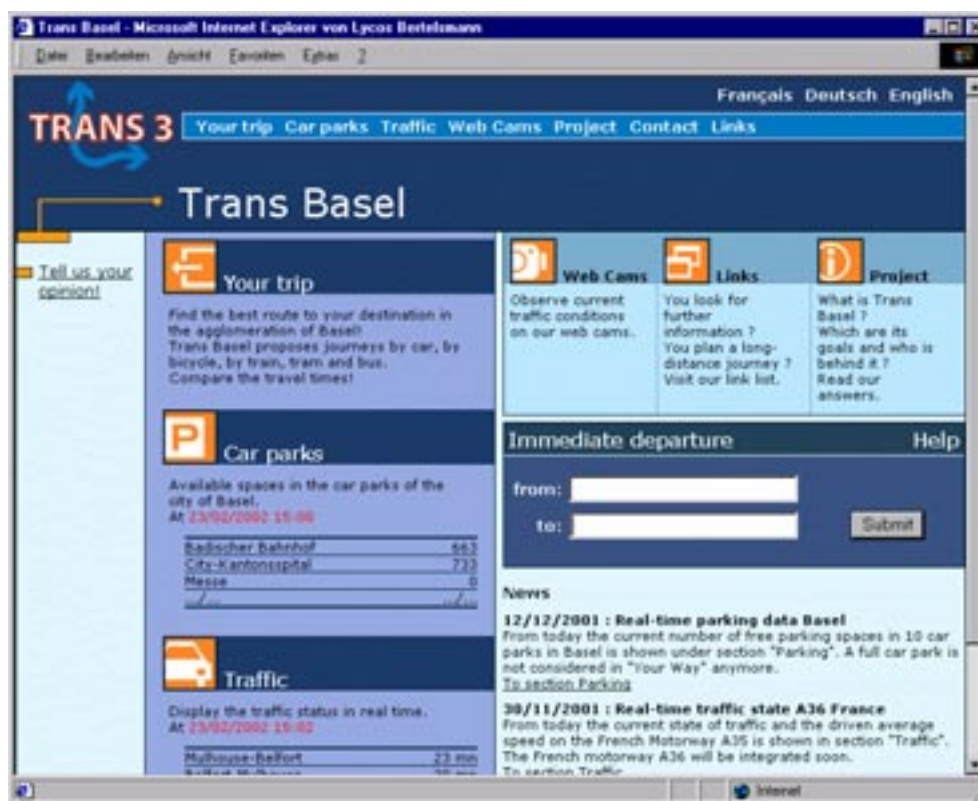 Trans Basel - Microsoft Internet Explorer von Lycos Bertelsmann
Datei Bearbeiten Ansicht Favoriten Extras ?
Français Deutsch English
TRANS 3
Your trip Car parks Traffic Web Cams Project Contact Links
Trans Basel
Tell us your
opinion!
Your trip
Find the best route to your destination in
the agglomeration of Basel!
Trans Basel proposes journeys by car, by
bicycle, by train, tram and bus.
Compare the travel times!
P
Car parks
Available spaces in the car parks of the
city of Basel.
At 23/02/2002 15:00
Badischer Bahnhof 663
City-Kantonsspital 733
Messe 0
.../... .../...
Traffic
Display the traffic status in real time.
At 23/02/2002 15:02
Mulhouse-Belfort 23 mn
Belfort-Mulhouse
Web Cams
Observe current
traffic conditions
on our web cams.
Links
You look for
further
information ?
You plan a long-
distance journey ?
Visit our link list.
Project
What is Trans
Basel ?
Which are its
goals and who is
behind it ?
Read our
answers.
Immediate departure Help
from:
to:
Submit
News
12/12/2001 : Real-time parking data Basel
From today the current number of free parking spaces in 10 car
parks in Basel is shown under section "Parking". A full car park is
not considered in "Your Way" anymore.
To section Parking
30/11/2001 : Real-time traffic state A36 France
From today the current state of traffic and the driven average
speed on the French Motorway A35 is shown in section "Traffic".
The French motorway A36 will be integrated soon.
To section Traffic
Internet